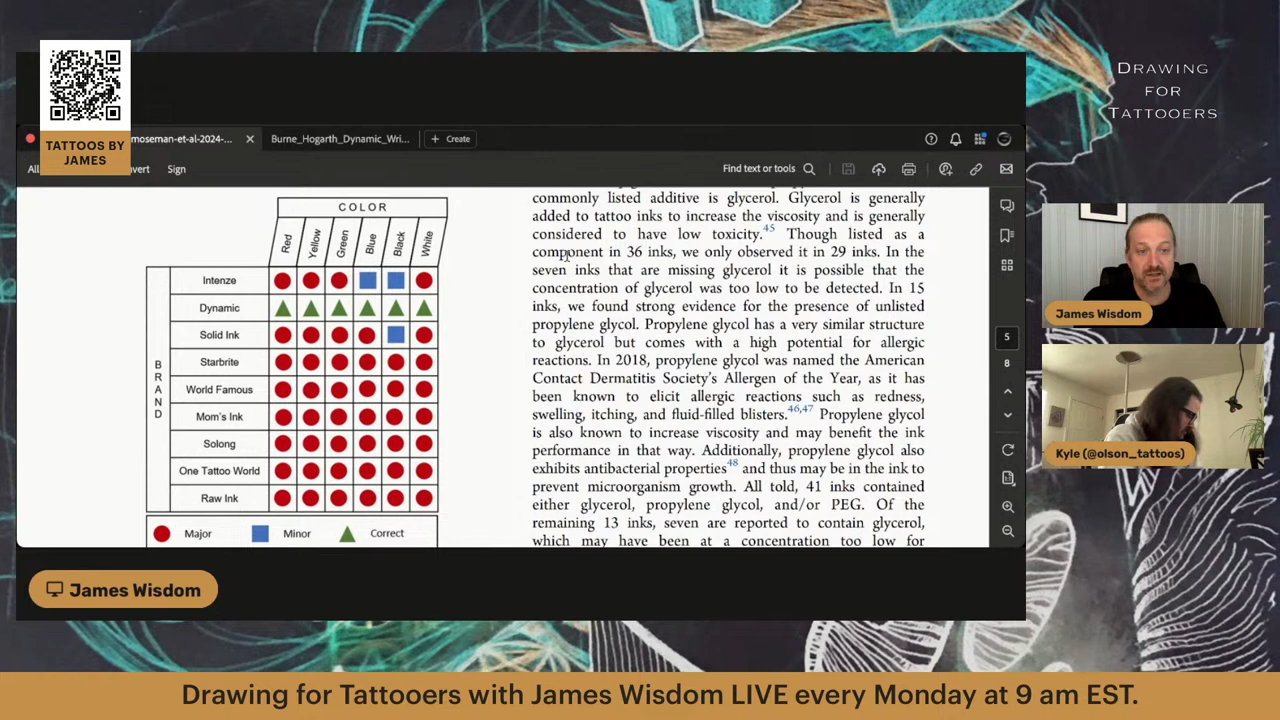 DRAWING
FOR
TATTOOERS
TATTOOS BY
JAMES
moseman-et-al-2024-...
Burne_Hogarth_Dynamic_Wri...
+ Create
All
vert
Sign
Find text or tools
COLOR
Red
Yellow
Green
Blue
Black
White
BRAND
Intenze
Dynamic
Solid Ink
Starbrite
World Famous
Mom's Ink
Solong
One Tattoo World
Raw Ink
Major
Minor
Correct
commonly listed additive is glycerol. Glycerol is generally
added to tattoo inks to increase the viscosity and is generally
considered to have low toxicity.45 Though listed as a
component in 36 inks, we only observed it in 29 inks. In the
seven inks that are missing glycerol it is possible that the
concentration of glycerol was too low to be detected. In 15
inks, we found strong evidence for the presence of unlisted
propylene glycol. Propylene glycol has a very similar structure
to glycerol but comes with a high potential for allergic
reactions. In 2018, propylene glycol was named the American
Contact Dermatitis Society's Allergen of the Year, as it has
been known to elicit allergic reactions such as redness,
swelling, itching, and fluid-filled blisters.46,47 Propylene glycol
is also known to increase viscosity and may benefit the ink
performance in that way. Additionally, propylene glycol also
exhibits antibacterial properties48 and thus may be in the ink to
prevent microorganism growth. All told, 41 inks contained
either glycerol, propylene glycol, and/or PEG. Of the
remaining 13 inks, seven are reported to contain glycerol,
which may have been at a concentration too low for
5
8
James Wisdom
Kyle (@olson_tattoos)
James Wisdom
Drawing for Tattooers with James Wisdom LIVE every Monday at 9 am EST.